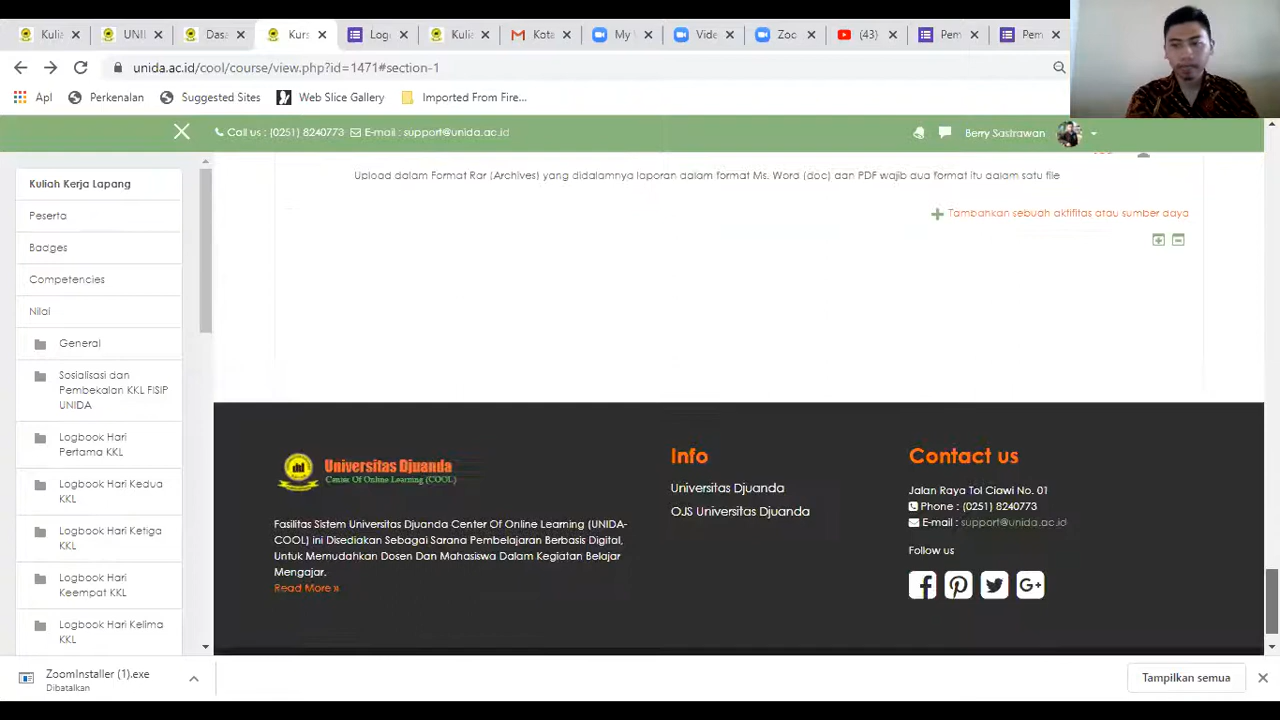 Kulia
UNII
Dasa
Kurs
Log
Kulie
Kota
My \
Vide
Zoc
(43)
Pem
Pem
unida.ac.id/cool/course/view.php?id=1471#section-1
Apl
Perkenalan
Suggested Sites
Web Slice Gallery
Imported From Fire...
Call us : (0251) 8240773 E-mail : support@unida.ac.id
Berry Sastrawan
Kuliah Kerja Lapang
Peserta
Badges
Competencies
Nilai
General
Sosialisasi dan
Pembekalan KKL FISIP
UNIDA
Logbook Hari
Pertama KKL
Logbook Hari Kedua
KKL
Logbook Hari Ketiga
KKL
Logbook Hari
Keempat KKL
Logbook Hari Kelima
KKL
Upload dalam Format Rar (Archives) yang didalamnya laporan dalam format Ms. Word (doc) dan PDF wajib dua format itu dalam satu file
Tambahkan sebuah aktifitas atau sumber daya
Universitas Djuanda
Center Of Online Learning (COOL)
Fasilitas Sistem Universitas Djuanda Center Of Online Learning (UNIDA-
COOL) ini Disediakan Sebagai Sarana Pembelajaran Berbasis Digital,
Untuk Memudahkan Dosen Dan Mahasiswa Dalam Kegiatan Belajar
Mengajar.
Read More »
Info
Universitas Djuanda
OJS Universitas Djuanda
Contact us
Jalan Raya Tol Ciawi No. 01
Phone : (0251) 8240773
E-mail : support@unida.ac.id
Follow us
ZoomInstaller (1).exe
Dibatalkan
Tampilkan semua